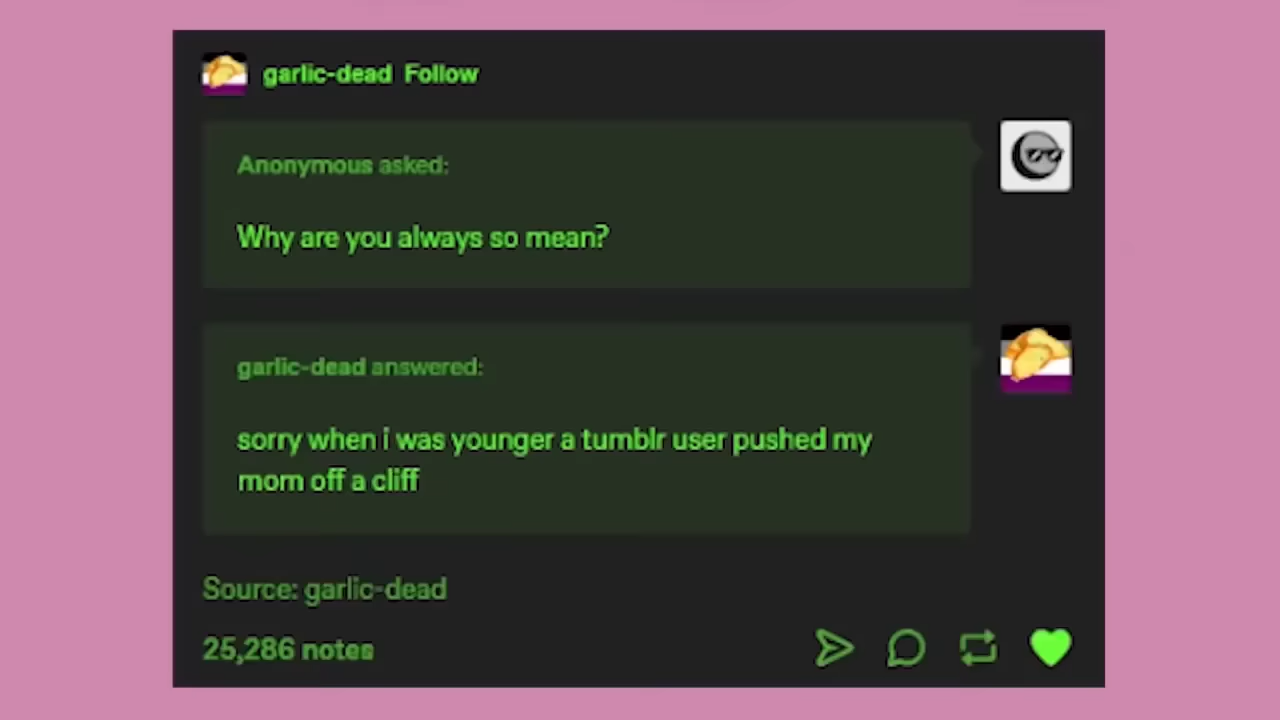 garlic-dead Follow
Anonymous asked:
Why are you always so mean?
garlic-dead answered:
sorry when i was younger a tumblr user pushed my
mom off a cliff
Source: garlic-dead
25,286 notes